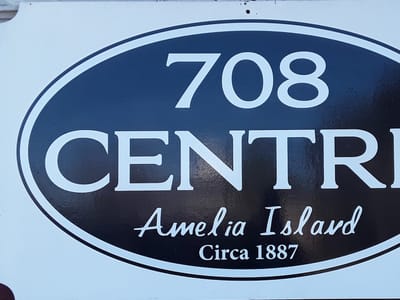 708
CENTR
Amelia Island
Circa 1887